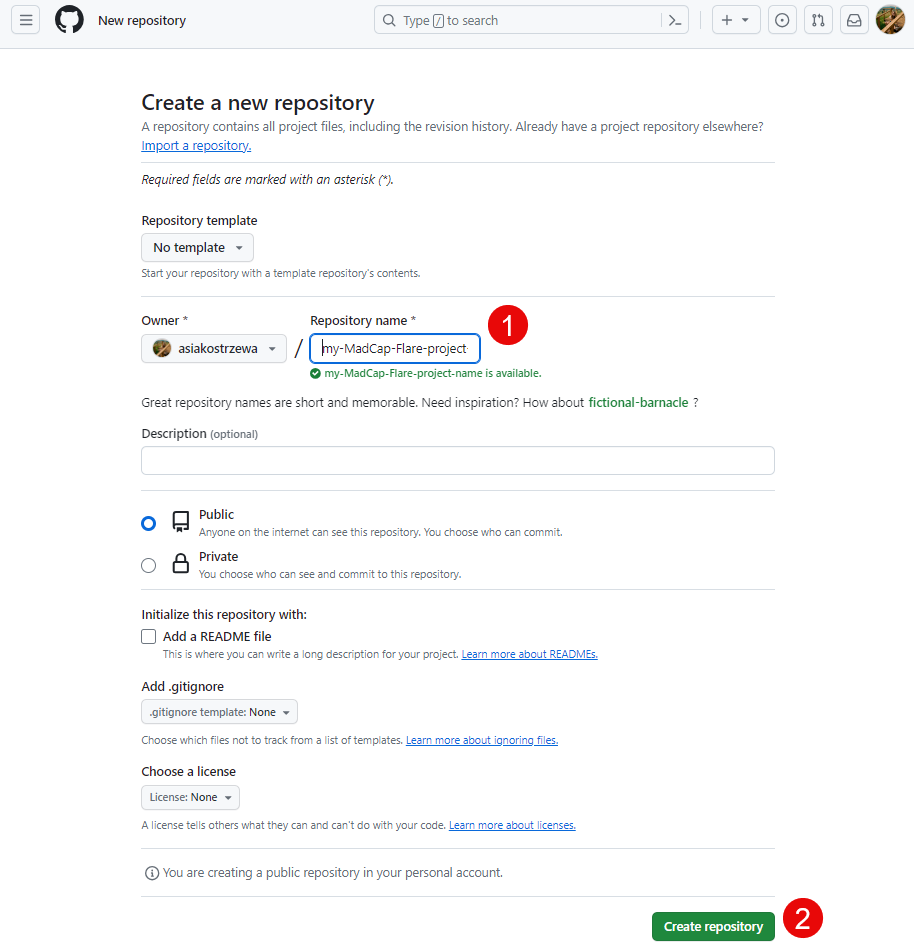 New repository
Type / to search
Create a new repository
A repository contains all project files, including the revision history. Already have a project repository elsewhere?
Import a repository.
Required fields are marked with an asterisk (*).
Repository template
No template
Start your repository with a template repository's contents.
Owner * Repository name *
1
asiakostrzewa / my-MadCap-Flare-project
my-MadCap-Flare-project-name is available.
Great repository names are short and memorable. Need inspiration? How about fictional-barnacle ?
Description (optional)
Public
Anyone on the internet can see this repository. You choose who can commit.
Private
You choose who can see and commit to this repository.
Initialize this repository with:
Add a README file
This is where you can write a long description for your project. Learn more about READMEs.
Add .gitignore
.gitignore template: None
Choose which files not to track from a list of templates. Learn more about ignoring files.
Choose a license
License: None
A license tells others what they can and can't do with your code. Learn more about licenses.
You are creating a public repository in your personal account.
Create repository
2